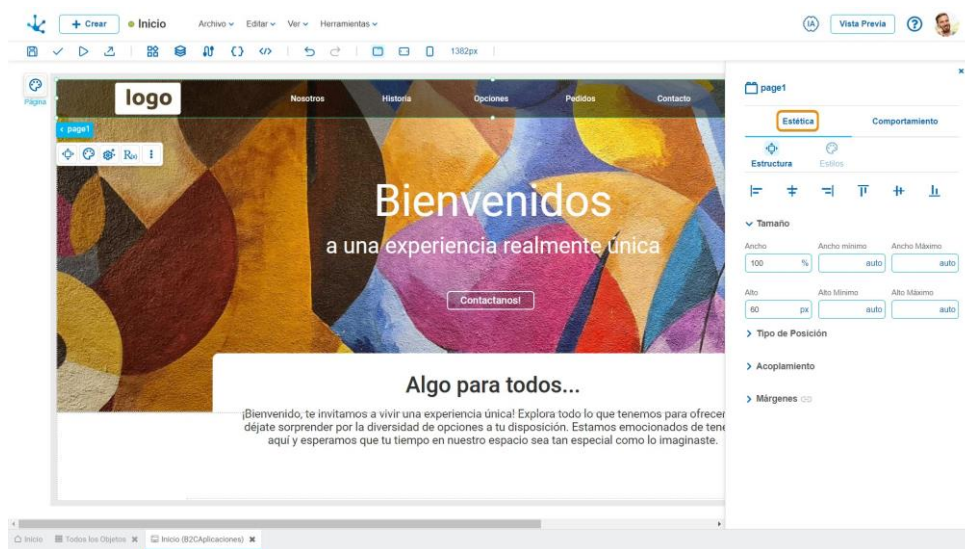 + Crear
Inicio
Archivo
Editar
Ver
Herramientas
IA
Vista Previa
?
1382px
Página
logo
Nosotros
Historia
Opciones
Pedidos
Contacto
‹ page1
R(x)
Bienvenidos
a una experiencia realmente única
Contactanos!
Algo para todos...
¡Bienvenido, te invitamos a vivir una experiencia única! Explora todo lo que tenemos para ofrecer
déjate sorprender por la diversidad de opciones a tu disposición. Estamos emocionados de tene
aquí y esperamos que tu tiempo en nuestro espacio sea tan especial como lo imaginaste.
page1
Estética
Comportamiento
Estructura
Estilos
Tamaño
Ancho
Ancho mínimo
Ancho Máximo
100 %
auto
auto
Alto
Alto Mínimo
Alto Máximo
60 px
auto
auto
Tipo de Posición
Acoplamiento
Márgenes
Inicio
Todos los Objetos
Inicio (B2CAplicaciones)